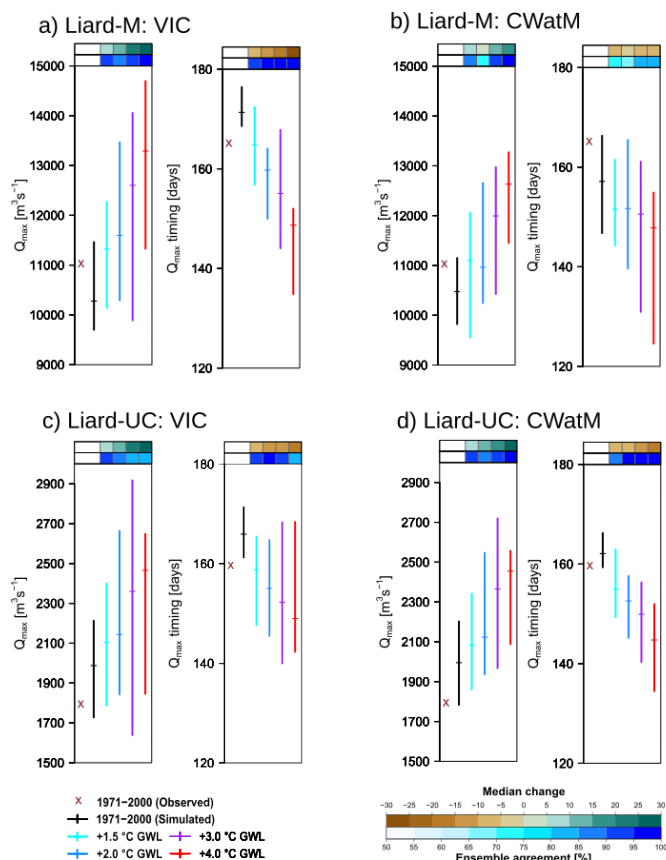 a) Liard-M: VIC
b) Liard-M: CWatM
15000
14000
13000
12000
11000
10000
9000
Qmax [m³s⁻¹]
180
160
140
120
Qmax timing [days]
15000
14000
13000
12000
11000
10000
9000
Qmax [m³s⁻¹]
180
160
140
120
Qmax timing [days]
c) Liard-UC: VIC
d) Liard-UC: CWatM
2900
2700
2500
2300
2100
1900
1700
1500
Qmax [m³s⁻¹]
180
160
140
120
Qmax timing [days]
2900
2700
2500
2300
2100
1900
1700
1500
Qmax [m³s⁻¹]
180
160
140
120
Qmax timing [days]
x 1971−2000 (Observed)
1971−2000 (Simulated)
+1.5 °C GWL +3.0 °C GWL
+2.0 °C GWL +4.0 °C GWL
Median change
−30 −25 −20 −15 −10 −5 0 5 10 15 20 25 30
50 55 60 65 70 75 80 85 90 95 100
Ensemble agreement [%]